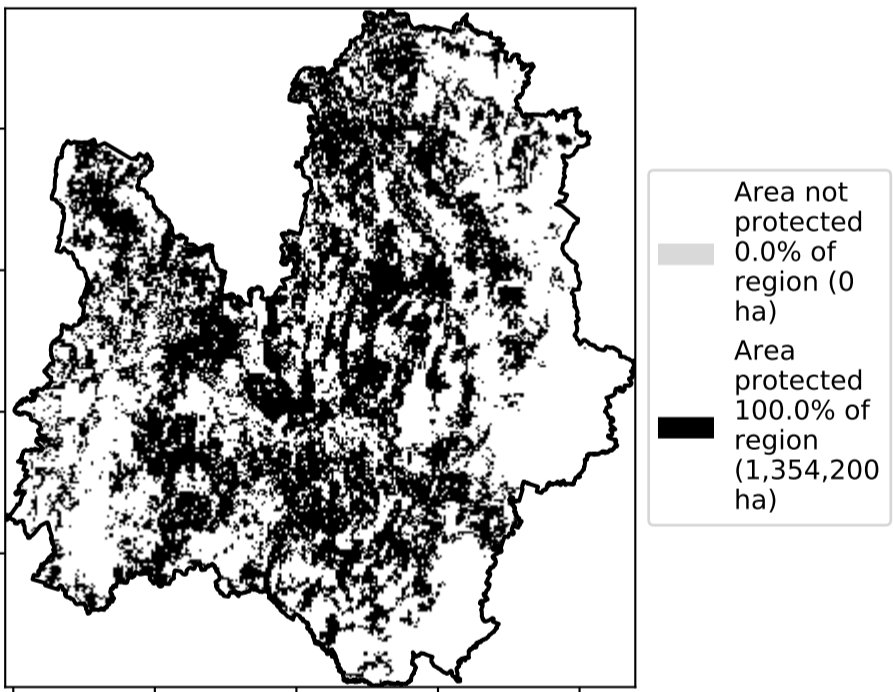 Area not
protected
0.0% of
region (0
ha)
Area
protected
100.0% of
region
(1,354,200
ha)